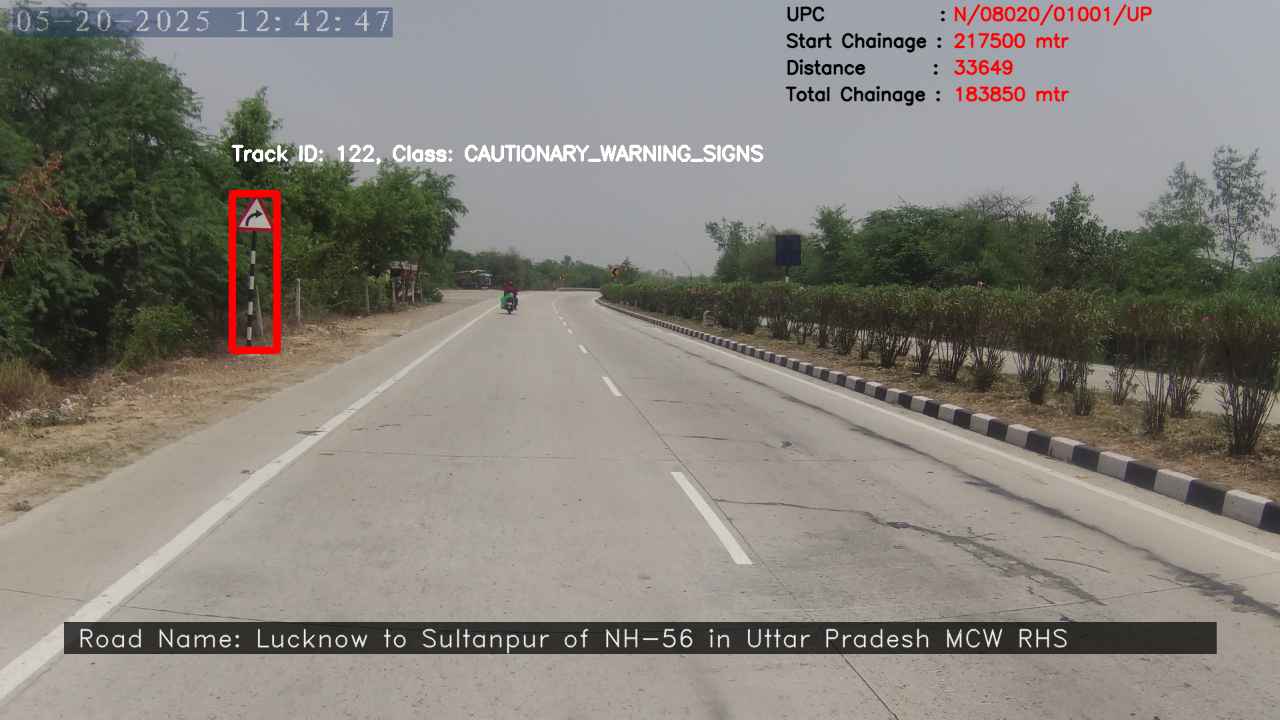 05-20-2025 12:42:47
UPC : N/08020/01001/UP
Start Chainage : 217500 mtr
Distance : 33649
Total Chainage : 183850 mtr
Track ID: 122, Class: CAUTIONARY_WARNING_SIGNS
Road Name: Lucknow to Sultanpur of NH-56 in Uttar Pradesh MCW RHS